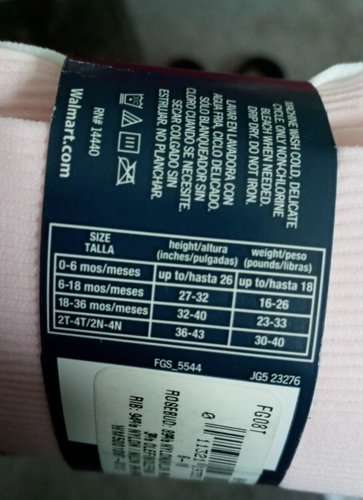 MACHINE WASH COLD, DELICATE
CYCLE. ONLY NON-CHLORINE
BLEACH WHEN NEEDED.
DRIP DRY. DO NOT IRON.
LAVAR EN LAVADORA CON
AGUA FRIA, CICLO DELICADO.
SOLO BLANQUEADOR SIN
CLORO CUANDO SE NECESITE.
SECAR COLGADO SIN
ESTRUJAR. NO PLANCHAR.
RN# 14440
Walmart.com
SIZE TALLA height/altura (inches/pulgadas) weight/peso (pounds/libras)
0-6 mos/meses up to/hasta 26 up to/hasta 18
6-18 mos/meses 27-32 16-26
18-36 mos/meses 32-40 23-33
2T-4T/2N-4N 36-43 30-40
FGS_5544
JG5 23276
FG08T
0
ROSEBUD:
NYLON